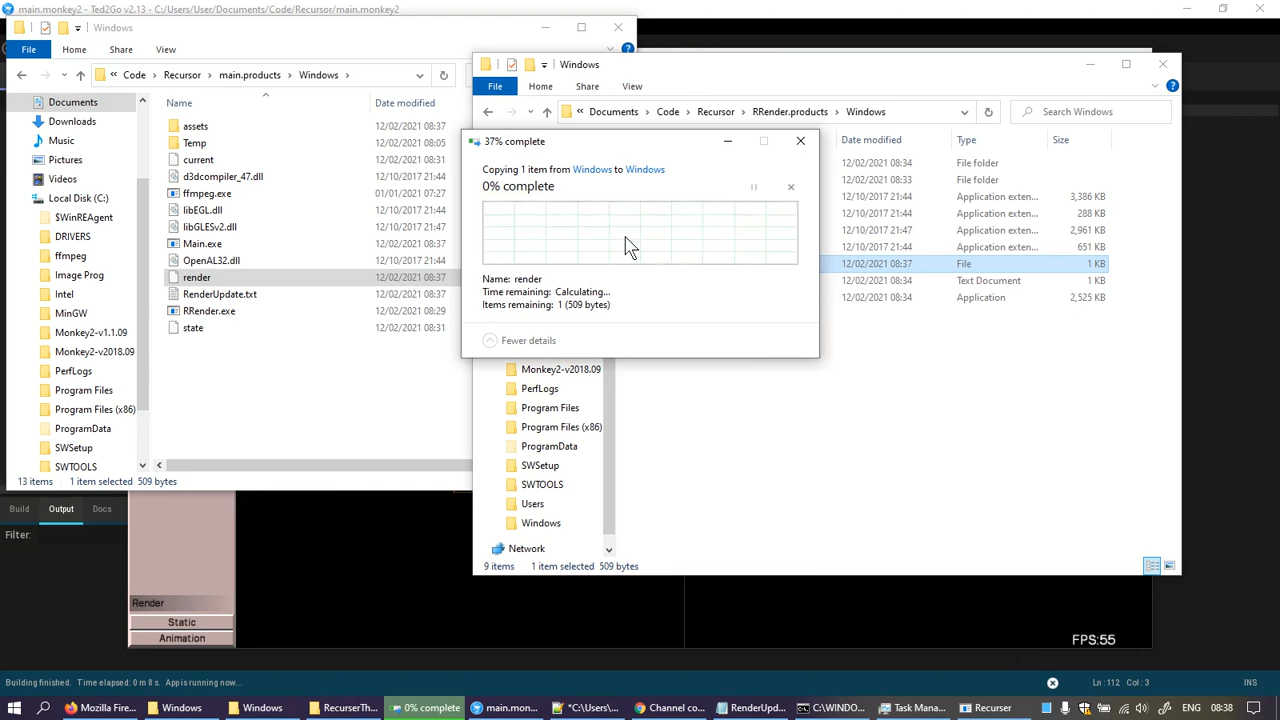 main.monkey2 - Ted2Go v2.13 - C:/Users/User/Documents/Code/Recursor/main.monkey2
Windows
File Home Share View
Code Recursor main.products Windows
Documents
Downloads
Music
Pictures
Videos
Local Disk (C:)
$WinREAgent
DRIVERS
ffmpeg
Image Prog
Intel
MinGW
Monkey2-v1.1.09
Monkey2-v2018.09
PerfLogs
Program Files
Program Files (x86)
ProgramData
SWSetup
SWTOOLS
Name Date modified
assets 12/02/2021 08:37
Temp 12/02/2021 08:05
current 12/02/2021 08:31
d3dcompiler_47.dll 12/10/2017 21:44
ffmpeg.exe 01/01/2021 07:27
libEGL.dll 12/10/2017 21:44
libGLESv2.dll 12/10/2017 21:44
Main.exe 12/02/2021 08:37
OpenAL32.dll 12/10/2017 21:44
render 12/02/2021 08:37
RenderUpdate.txt 12/02/2021 08:37
RRender.exe 12/02/2021 08:29
state 12/02/2021 08:31
13 items 1 item selected 509 bytes
Windows
File Home Share View
Documents Code Recursor RRender.products Windows
Search Windows
Date modified Type Size
12/02/2021 08:34 File folder
12/02/2021 08:33 File folder
12/10/2017 21:44 Application exten... 3,386 KB
12/10/2017 21:44 Application exten... 288 KB
12/10/2017 21:44 Application exten... 2,961 KB
12/10/2017 21:44 Application exten... 651 KB
12/02/2021 08:37 File 1 KB
12/02/2021 08:34 Text Document 1 KB
12/02/2021 08:34 Application 2,525 KB
37% complete
Copying 1 item from Windows to Windows
0% complete
Name: render
Time remaining: Calculating...
Items remaining: 1 (509 bytes)
Fewer details
Monkey2-v2018.09
PerfLogs
Program Files
Program Files (x86)
ProgramData
SWSetup
SWTOOLS
Users
Windows
Network
9 items 1 item selected 509 bytes
Build Output Docs
Filter:
Render
Static
Animation
FPS:55
Building finished. Time elapsed: 0 m 8 s. App is running now...
Ln : 112 Col : 3 INS
Mozilla Fire...
Windows
Windows
RecurserTh...
0% complete
main.monk...
*C:\Users\...
Channel co...
RenderUpd...
C:\WINDO...
Task Mana...
Recurser
08:38